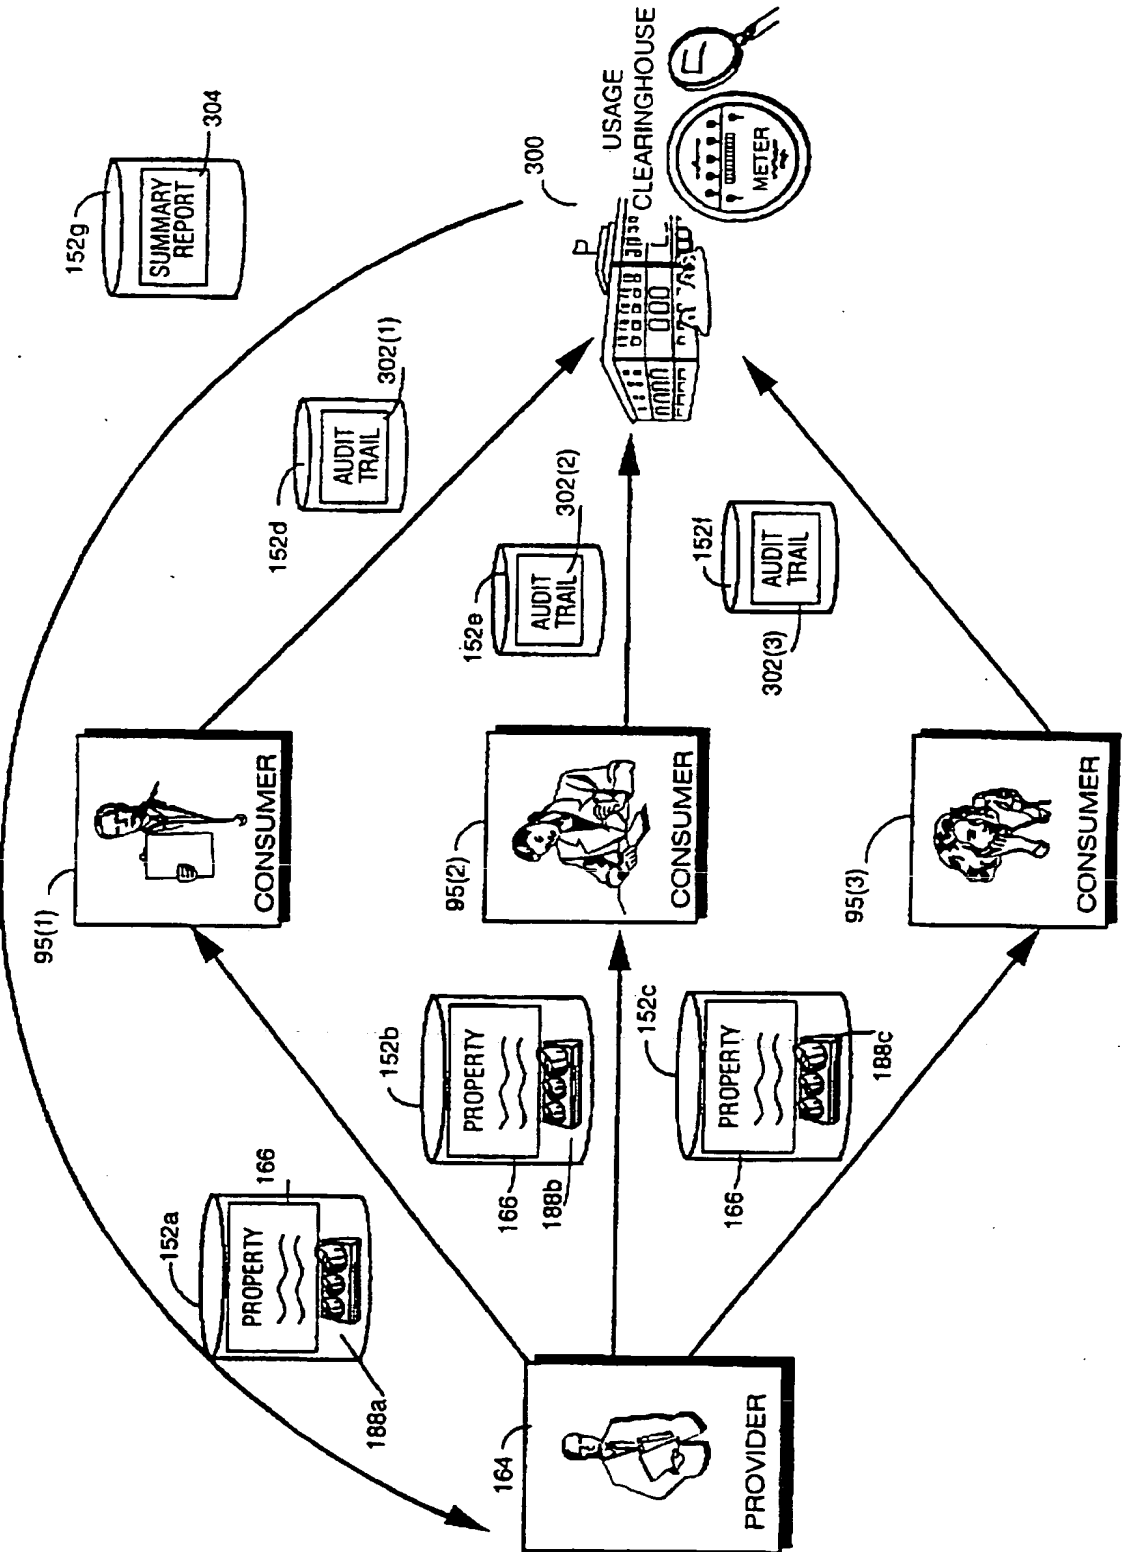 152g
SUMMARY
REPORT
304
300
USAGE
CLEARINGHOUSE
METER
152d
AUDIT
TRAIL
302(1)
152e
AUDIT
TRAIL
302(2)
152f
AUDIT
TRAIL
302(3)
95(1)
CONSUMER
95(2)
CONSUMER
95(3)
CONSUMER
152a
166
PROPERTY
188a
152b
PROPERTY
166
188b
152c
PROPERTY
166
188c
164
PROVIDER